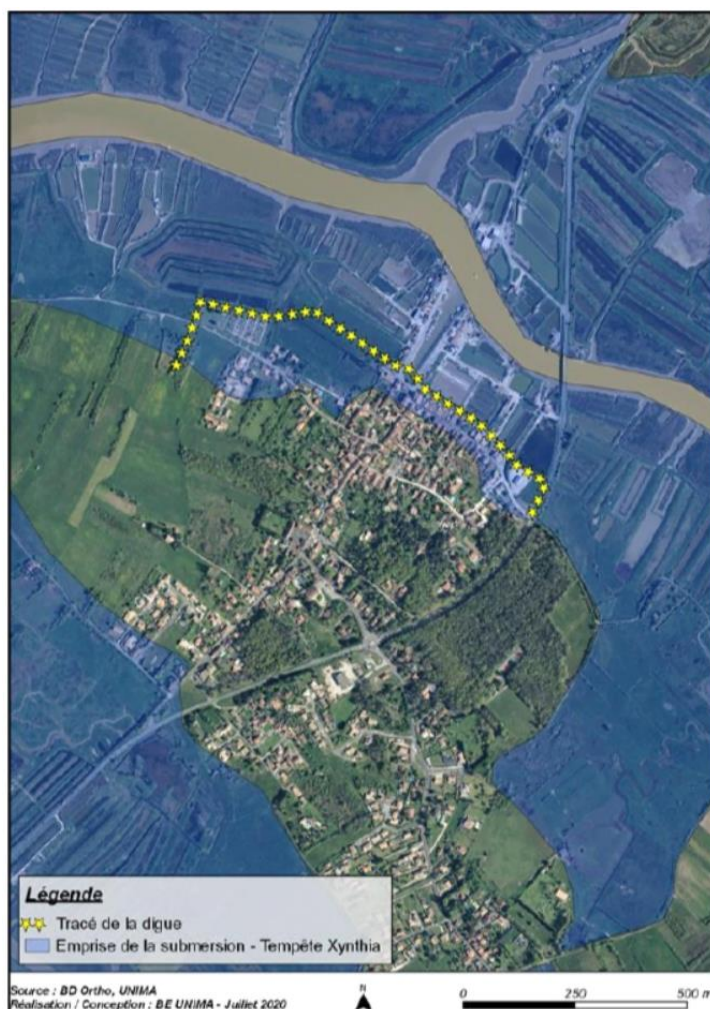 Légende
Tracé de la digue
Emprise de la submersion - Tempête Xynthia
Source : BD Ortho, UNIMA
Réalisation / Conception : BE UNIMA - Juillet 2020
N
0 250 500 m